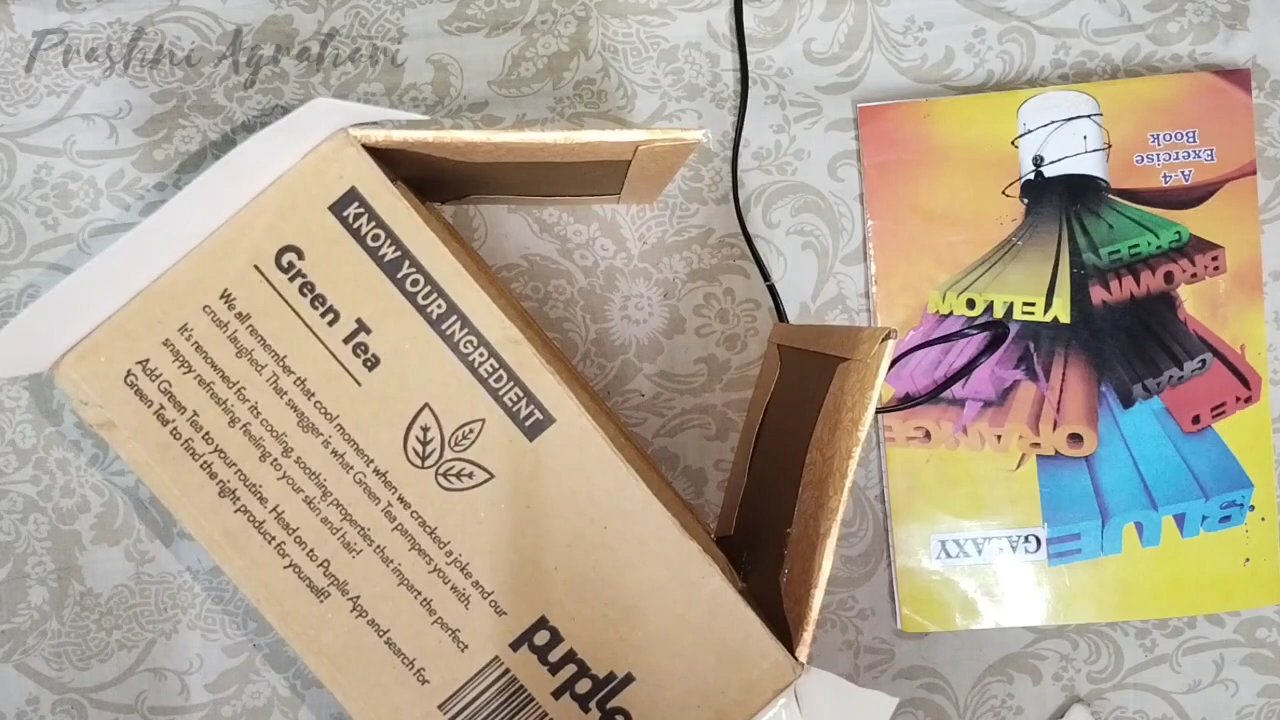 Prashni Agrahari
KNOW YOUR INGREDIENT
Green Tea
We all remember that cool moment when we cracked a joke and our
crush laughed. That swagger is what Green Tea pampers you with.
It's renowned for its cooling, soothing properties that impart the perfect
snappy refreshing feeling to your skin and hair!
Add Green Tea to your routine. Head on to Purplle App and search for
'Green Tea' to find the right product for yourself!
purplle
A-4
Exercise
Book
GREEN
BROWN
YELLOW
GRAY
RED
ORANGE
BLUE
GALAXY